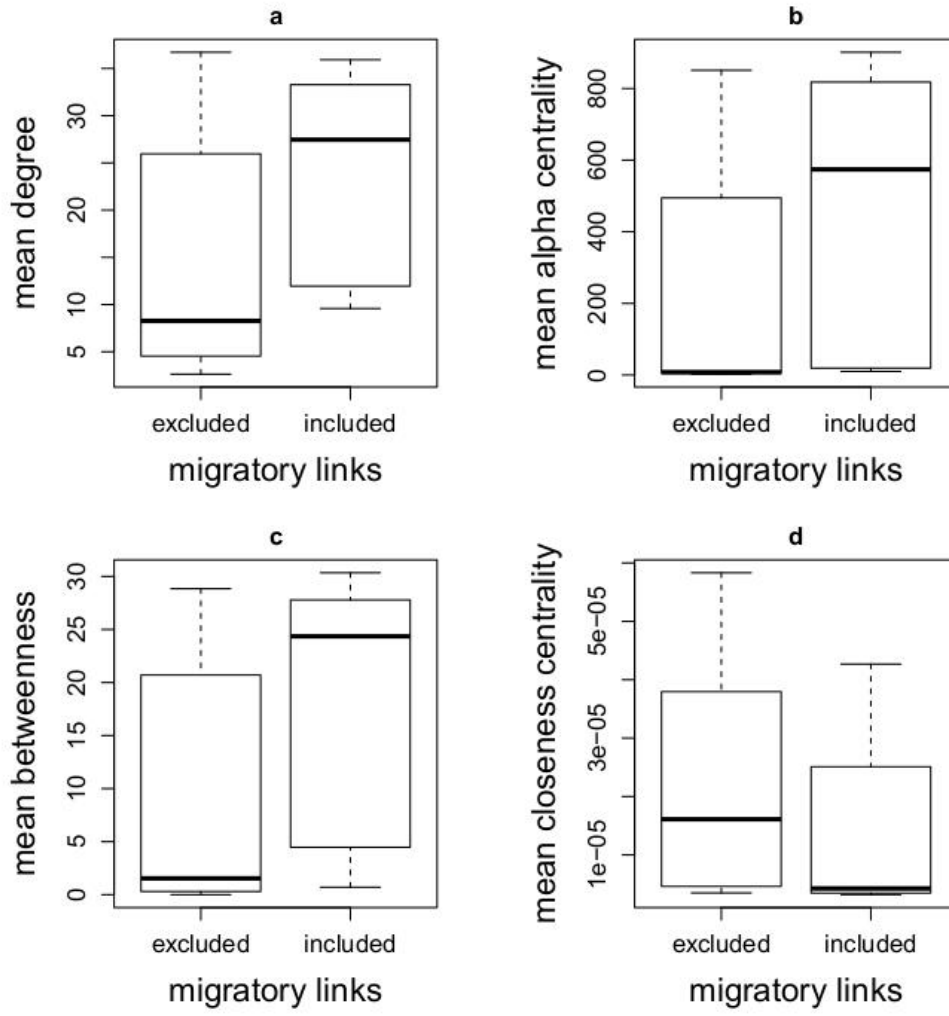 a
mean degree
30
20
10
5
excluded included
migratory links
b
mean alpha centrality
800
600
400
200
0
excluded included
migratory links
c
mean betweenness
30
25
20
15
10
5
0
excluded included
migratory links
d
mean closeness centrality
5e−05
3e−05
1e−05
excluded included
migratory links